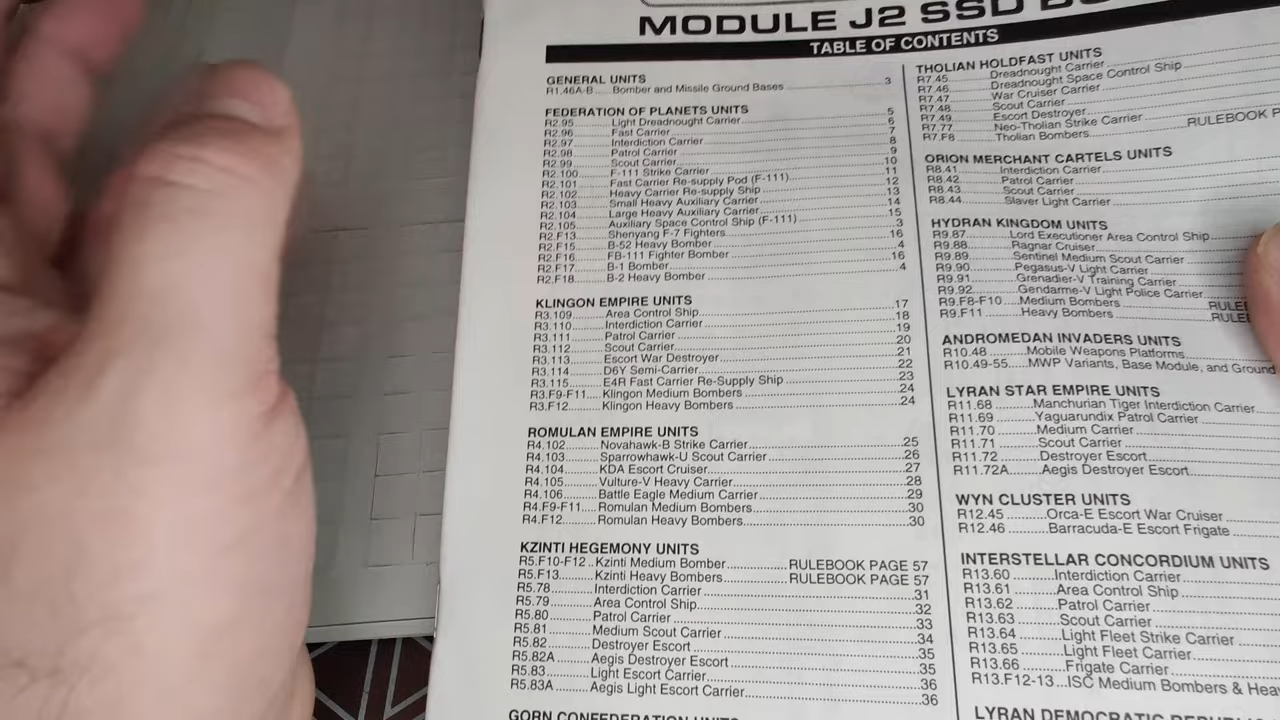 MODULE J2 SSD
TABLE OF CONTENTS
GENERAL UNITS
R1.46A-B.....Bomber and Missile Ground Bases..........3
FEDERATION OF PLANETS UNITS
R2.95..........Light Dreadnought Carrier..........5
R2.96..........Fast Carrier..........6
R2.97..........Interdiction Carrier..........7
R2.98..........Patrol Carrier..........8
R2.99..........Scout Carrier..........9
R2.100..........F-111 Strike Carrier..........10
R2.101..........Fast Carrier Re-supply Pod (F-111)..........11
R2.102..........Heavy Carrier Re-supply Ship..........12
R2.103..........Small Heavy Auxiliary Carrier..........13
R2.104..........Large Heavy Auxiliary Carrier..........14
R2.105..........Auxiliary Space Control Ship (F-111)..........15
R2.F13..........Shenyang F-7 Fighters..........3
R2.F15..........B-52 Heavy Bomber..........16
R2.F16..........FB-111 Fighter Bomber..........4
R2.F17..........B-1 Bomber..........16
R2.F18..........B-2 Heavy Bomber..........4
KLINGON EMPIRE UNITS
R3.109..........Area Control Ship..........17
R3.110..........Interdiction Carrier..........18
R3.111..........Patrol Carrier..........19
R3.112..........Scout Carrier..........20
R3.113..........Escort War Destroyer..........21
R3.114..........D6Y Semi-Carrier..........22
R3.115..........E4R Fast Carrier Re-Supply Ship..........23
R3.F9-F11.....Klingon Medium Bombers..........24
R3.F12..........Klingon Heavy Bombers..........24
ROMULAN EMPIRE UNITS
R4.102..........Novahawk-B Strike Carrier..........25
R4.103..........Sparrowhawk-U Scout Carrier..........26
R4.104..........KDA Escort Cruiser..........27
R4.105..........Vulture-V Heavy Carrier..........28
R4.106..........Battle Eagle Medium Carrier..........29
R4.F9-F11.....Romulan Medium Bombers..........30
R4.F12..........Romulan Heavy Bombers..........30
KZINTI HEGEMONY UNITS
R5.F10-F12..Kzinti Medium Bomber..........RULEBOOK PAGE 57
R5.F13..........Kzinti Heavy Bombers..........RULEBOOK PAGE 57
R5.78..........Interdiction Carrier..........31
R5.79..........Area Control Ship..........32
R5.80..........Patrol Carrier..........33
R5.81..........Medium Scout Carrier..........34
R5.82..........Destroyer Escort..........35
R5.82A..........Aegis Destroyer Escort..........35
R5.83..........Light Escort Carrier..........36
R5.83A..........Aegis Light Escort Carrier..........36
GORN CONFEDERATION UNITS
THOLIAN HOLDFAST UNITS
R7.45..........Dreadnought Carrier
R7.46..........Dreadnought Space Control Ship
R7.47..........War Cruiser Carrier
R7.48..........Scout Carrier
R7.49..........Escort Destroyer
R7.77..........Neo-Tholian Strike Carrier
R7.F8..........Tholian Bombers..........RULEBOOK P
ORION MERCHANT CARTELS UNITS
R8.41..........Interdiction Carrier
R8.42..........Patrol Carrier
R8.43..........Scout Carrier
R8.44..........Slaver Light Carrier
HYDRAN KINGDOM UNITS
R9.87..........Lord Executioner Area Control Ship
R9.88..........Ragnar Cruiser
R9.89..........Sentinel Medium Scout Carrier
R9.90..........Pegasus-V Light Carrier
R9.91..........Grenadier-V Training Carrier
R9.92..........Gendarme-V Light Police Carrier
R9.F8-F10....Medium Bombers..........RULE
R9.F11..........Heavy Bombers..........RULE
ANDROMEDAN INVADERS UNITS
R10.48..........Mobile Weapons Platforms
R10.49-55.....MWP Variants, Base Module, and Ground
LYRAN STAR EMPIRE UNITS
R11.68..........Manchurian Tiger Interdiction Carrier
R11.69..........Yaguarundix Patrol Carrier
R11.70..........Medium Carrier
R11.71..........Scout Carrier
R11.72..........Destroyer Escort
R11.72A..........Aegis Destroyer Escort
WYN CLUSTER UNITS
R12.45..........Orca-E Escort War Cruiser
R12.46..........Barracuda-E Escort Frigate
INTERSTELLAR CONCORDIUM UNITS
R13.60..........Interdiction Carrier
R13.61..........Area Control Ship
R13.62..........Patrol Carrier
R13.63..........Scout Carrier
R13.64..........Light Fleet Strike Carrier
R13.65..........Light Fleet Carrier
R13.66..........Frigate Carrier
R13.F12-13...ISC Medium Bombers & Hea
LYRAN DEMOCRATIC